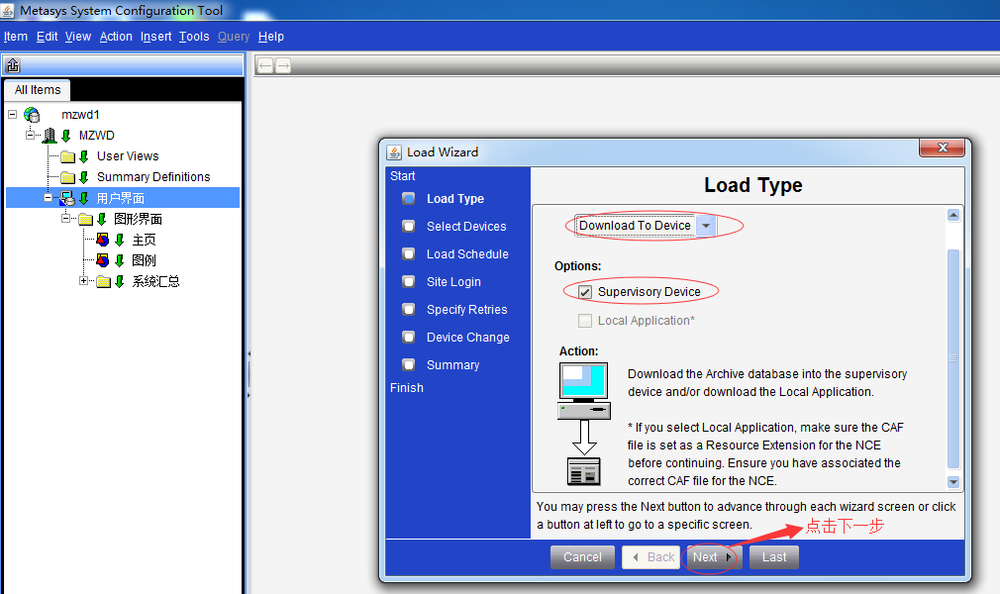 Metasys System Configuration Tool
Item Edit View Action Insert Tools Query Help
All Items
mzwd1
MZWD
User Views
Summary Definitions
用户界面
图形界面
主页
图例
系统汇总
Load Wizard
Start
Load Type
Select Devices
Load Schedule
Site Login
Specify Retries
Device Change
Summary
Finish
Load Type
Download To Device
Options:
Supervisory Device
Local Application*
Action:
Download the Archive database into the supervisory
device and/or download the Local Application.
* If you select Local Application, make sure the CAF
file is set as a Resource Extension for the NCE
before continuing. Ensure you have associated the
correct CAF file for the NCE.
You may press the Next button to advance through each wizard screen or click
a button at left to go to a specific screen.
点击下一步
Cancel Back Next Last